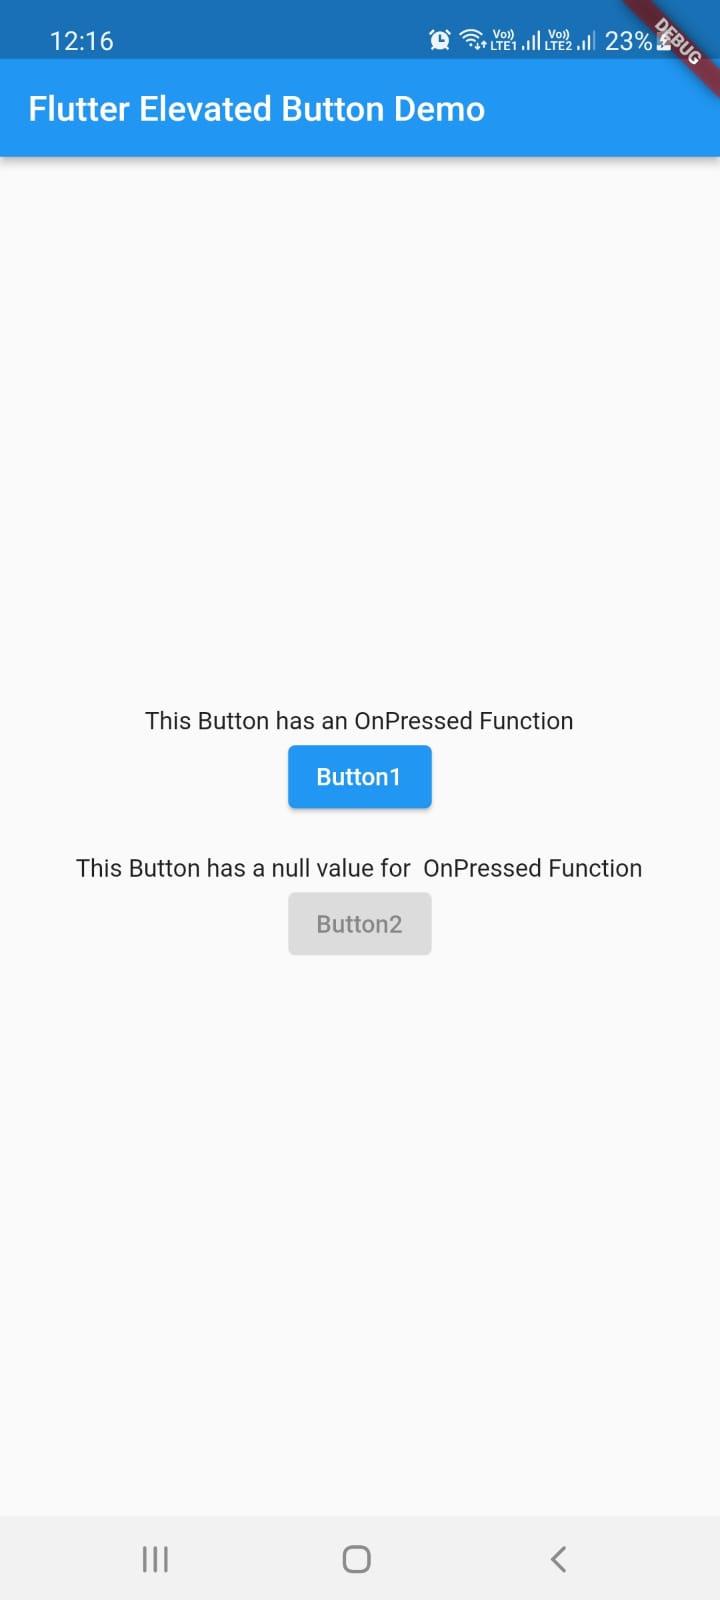 12:16 Vo)) LTE1 Vo)) LTE2 23%
DEBUG
Flutter Elevated Button Demo
This Button has an OnPressed Function
Button1
This Button has a null value for  OnPressed Function
Button2